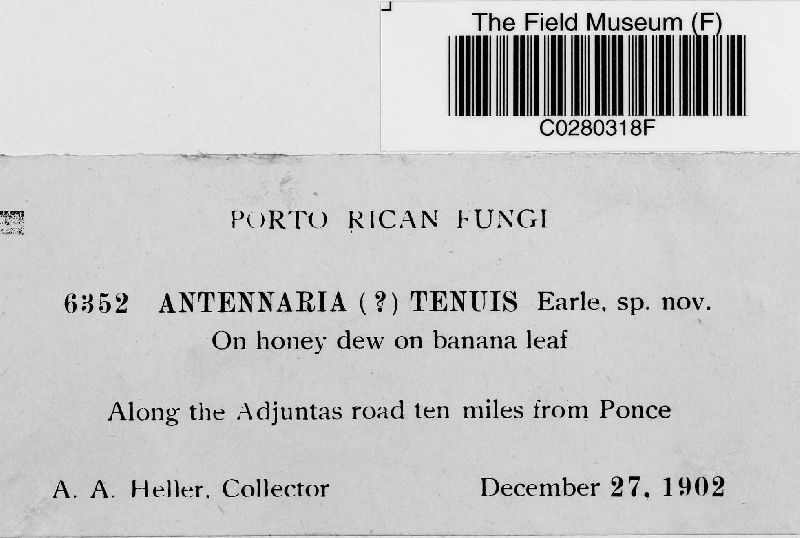 The Field Museum (F)
C0280318F
PORTO RICAN FUNGI
6352 ANTENNARIA (?) TENUIS Earle, sp. nov.
On honey dew on banana leaf
Along the Adjuntas road ten miles from Ponce
A. A. Heller, Collector December 27, 1902